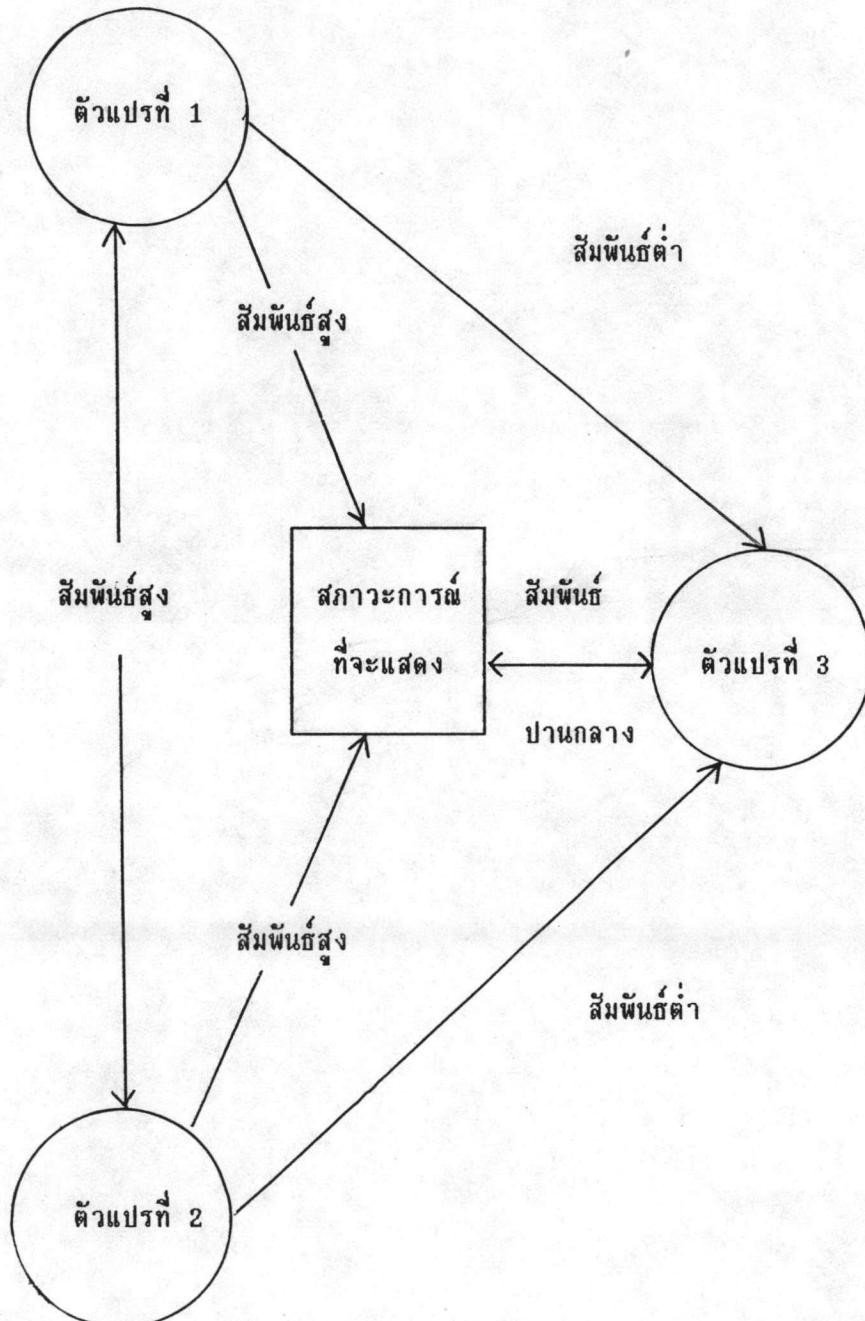 ตัวแปรที่ 1
สัมพันธ์ต่ำ
สัมพันธ์สูง
สัมพันธ์สูง
สภาวะการณ์
ที่จะแสดง
สัมพันธ์
ปานกลาง
ตัวแปรที่ 3
สัมพันธ์สูง
สัมพันธ์ต่ำ
ตัวแปรที่ 2